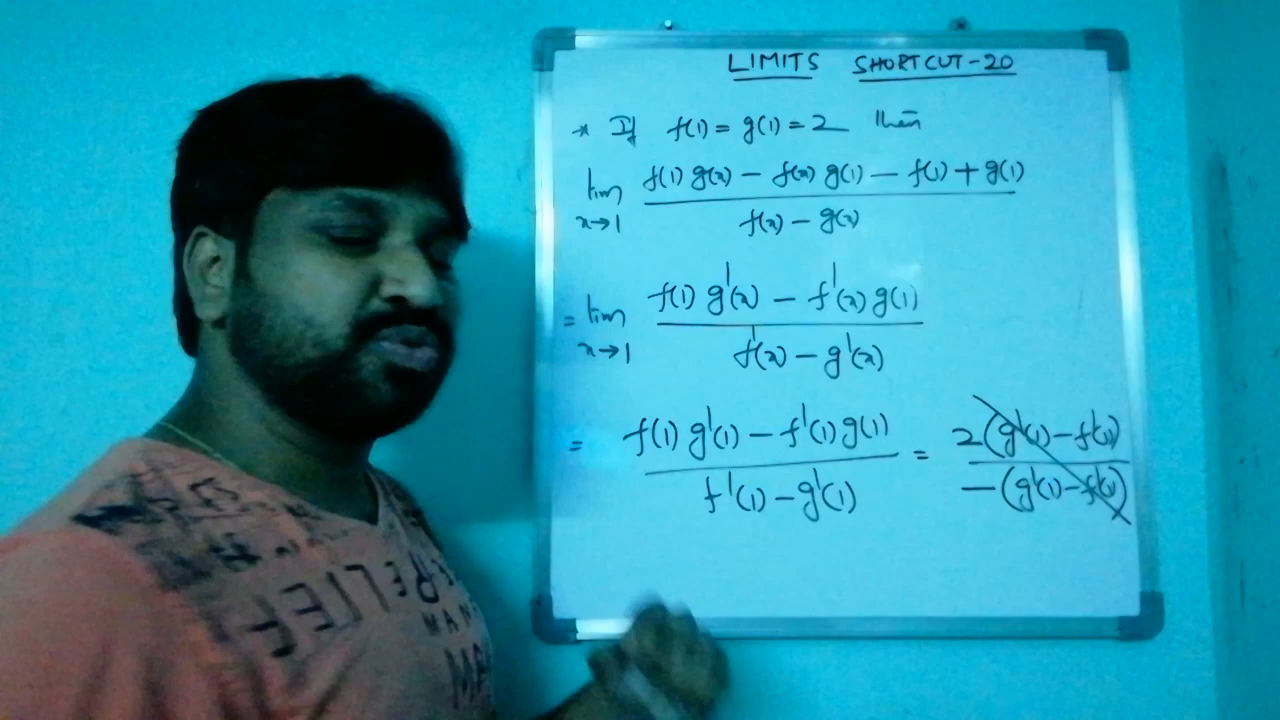 LIMITS SHORTCUT-20
* If f(1) = g(1) = 2 then
lim x→1 f(1) g(x) - f(x) g(1) - f(1) + g(1) / f(x) - g(x)
= lim x→1 f(1) g'(x) - f'(x) g(1) / f'(x) - g'(x)
= f(1) g'(1) - f'(1) g(1) / f'(1) - g'(1) = 2(g'(1) - f'(1)) / -(g'(1) - f'(1))
RELIEF